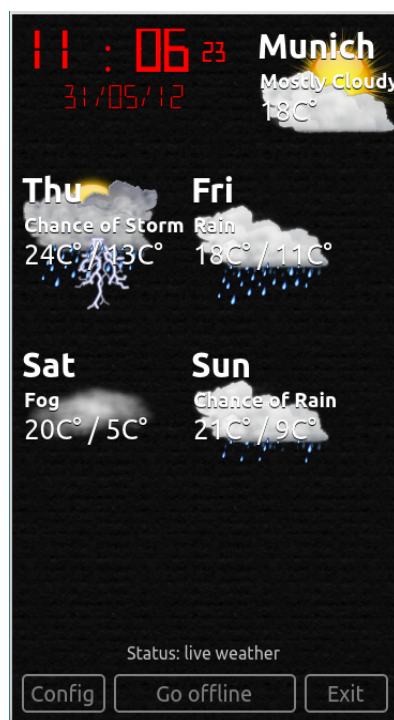 11 : 06 23
31/05/12
Munich
Mostly Cloudy
18C°
Thu
Chance of Storm
24C° / 13C°
Fri
Rain
18C° / 11C°
Sat
Fog
20C° / 5C°
Sun
Chance of Rain
21C° / 9C°
Status: live weather
Config
Go offline
Exit